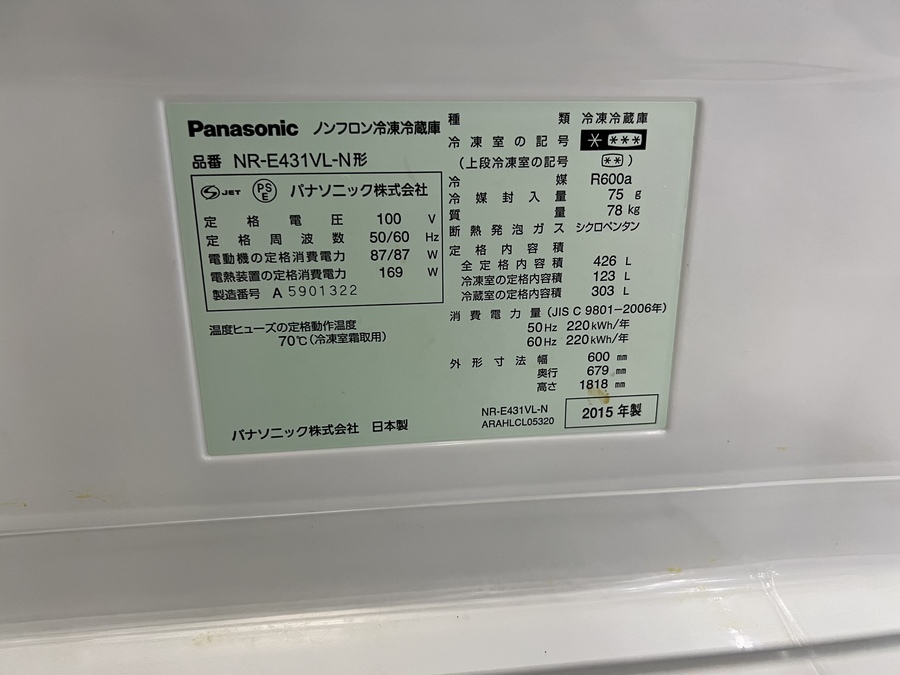 Panasonic ノンフロン冷凍冷蔵庫
品番 NR-E431VL-N形
JET PSE パナソニック株式会社
定格電圧 100 V
定格周波数 50/60 Hz
電動機の定格消費電力 87/87 W
電熱装置の定格消費電力 169 W
製造番号 A 5901322
温度ヒューズの定格動作温度
70℃(冷凍室霜取用)
パナソニック株式会社 日本製
種類 冷凍冷蔵庫
冷凍室の記号 * ***
(上段冷凍室の記号 ** )
冷媒 R600a
冷媒封入量 75 g
質量 78 kg
断熱発泡ガス シクロペンタン
定格内容積
全定格内容積 426 L
冷凍室の定格内容積 123 L
冷蔵室の定格内容積 303 L
消費電力量(JIS C 9801-2006年)
50Hz 220kWh/年
60Hz 220kWh/年
外形寸法 幅 600 mm
奥行 679 mm
高さ 1818 mm
NR-E431VL-N
ARAHLCL05320
2015年製